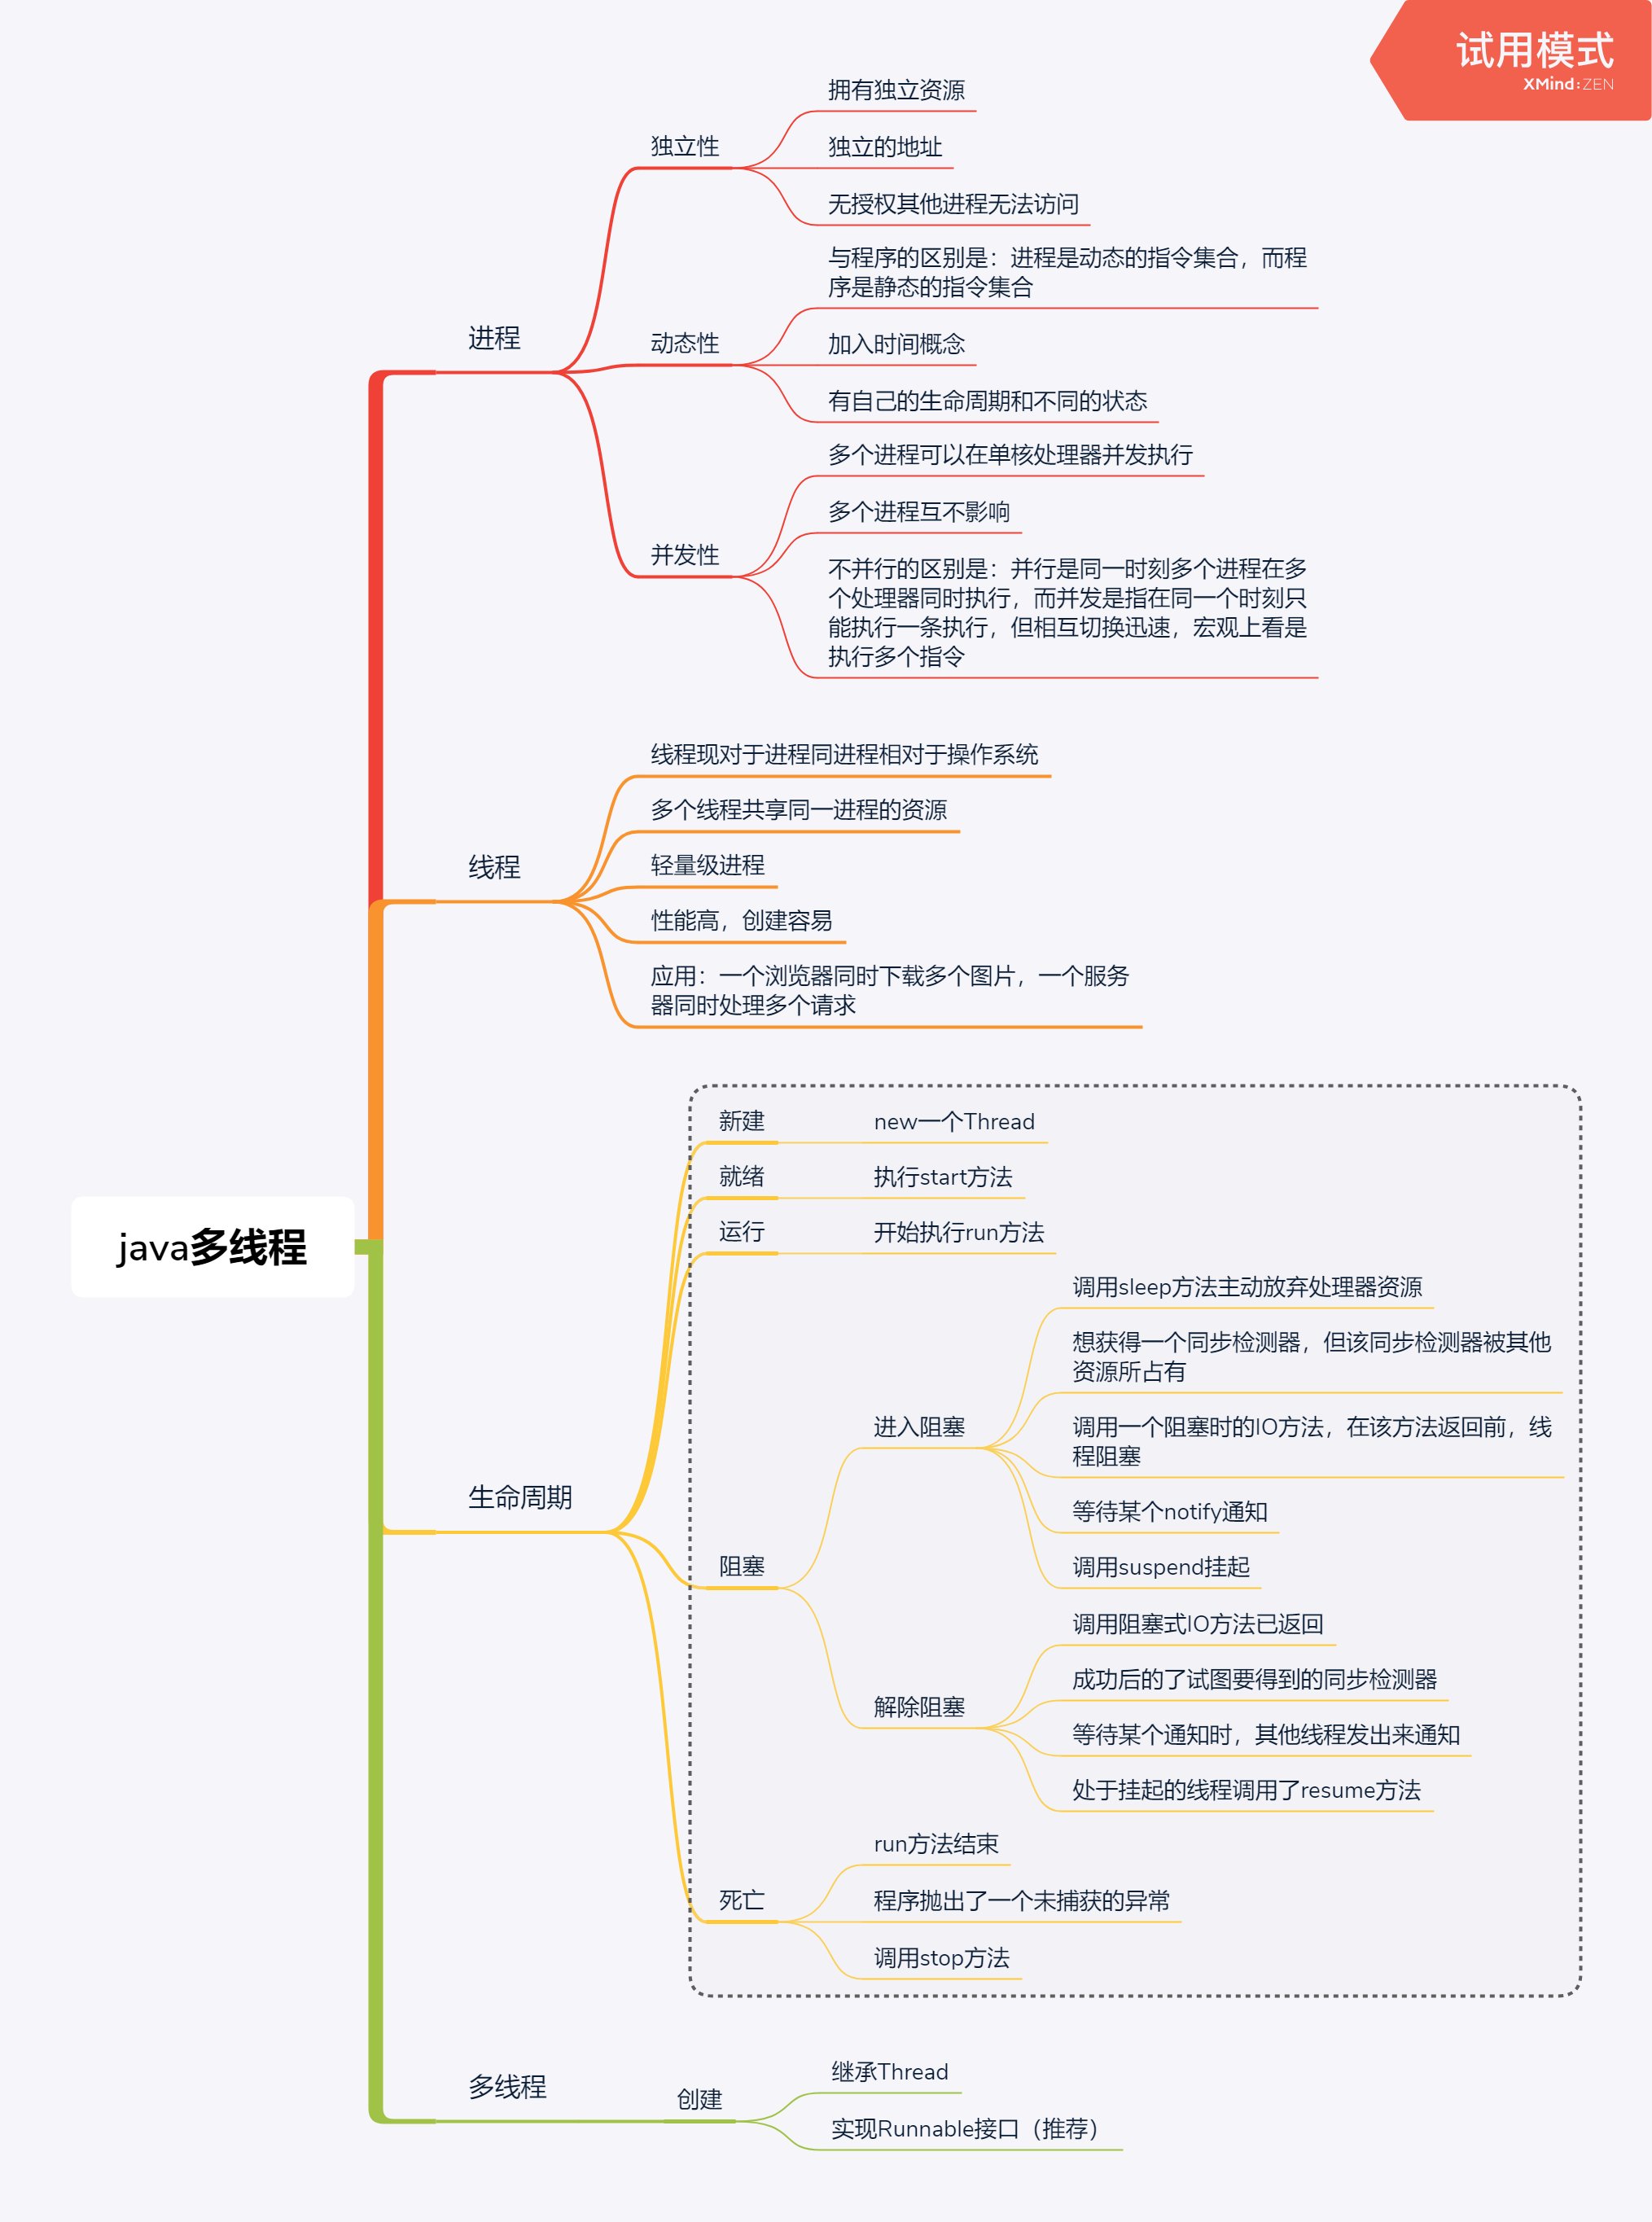 试用模式
XMind:ZEN
java多线程
进程
独立性
拥有独立资源
独立的地址
无授权其他进程无法访问
动态性
与程序的区别是：进程是动态的指令集合，而程
序是静态的指令集合
加入时间概念
有自己的生命周期和不同的状态
并发性
多个进程可以在单核处理器并发执行
多个进程互不影响
不并行的区别是：并行是同一时刻多个进程在多
个处理器同时执行，而并发是指在同一个时刻只
能执行一条执行，但相互切换迅速，宏观上看是
执行多个指令
线程
线程现对于进程同进程相对于操作系统
多个线程共享同一进程的资源
轻量级进程
性能高，创建容易
应用：一个浏览器同时下载多个图片，一个服务
器同时处理多个请求
生命周期
新建
new一个Thread
就绪
执行start方法
运行
开始执行run方法
阻塞
进入阻塞
调用sleep方法主动放弃处理器资源
想获得一个同步检测器，但该同步检测器被其他
资源所占有
调用一个阻塞时的IO方法，在该方法返回前，线
程阻塞
等待某个notify通知
调用suspend挂起
解除阻塞
调用阻塞式IO方法已返回
成功后的了试图要得到的同步检测器
等待某个通知时，其他线程发出来通知
处于挂起的线程调用了resume方法
死亡
run方法结束
程序抛出了一个未捕获的异常
调用stop方法
多线程
创建
继承Thread
实现Runnable接口（推荐）